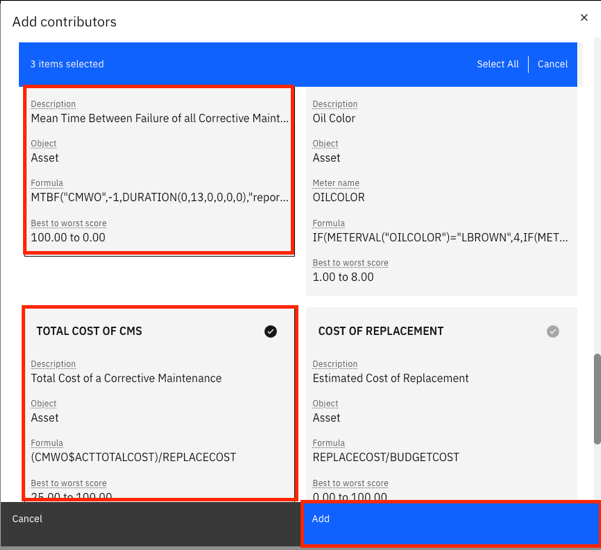 Add contributors
3 items selected
Select All
Cancel
Description
Mean Time Between Failure of all Corrective Maint...
Object
Asset
Formula
MTBF("CMWO",-1,DURATION(0,13,0,0,0,0),"repor...
Best to worst score
100.00 to 0.00
Description
Oil Color
Object
Asset
Meter name
OILCOLOR
Formula
IF(METERVAL("OILCOLOR")="LBROWN",4,IF(MET...
Best to worst score
1.00 to 8.00
TOTAL COST OF CMS
Description
Total Cost of a Corrective Maintenance
Object
Asset
Formula
(CMWO$ACTTOTALCOST)/REPLACECOST
Best to worst score
25.00 to 100.00
COST OF REPLACEMENT
Description
Estimated Cost of Replacement
Object
Asset
Formula
REPLACECOST/BUDGETCOST
Best to worst score
0.00 to 100.00
Cancel
Add